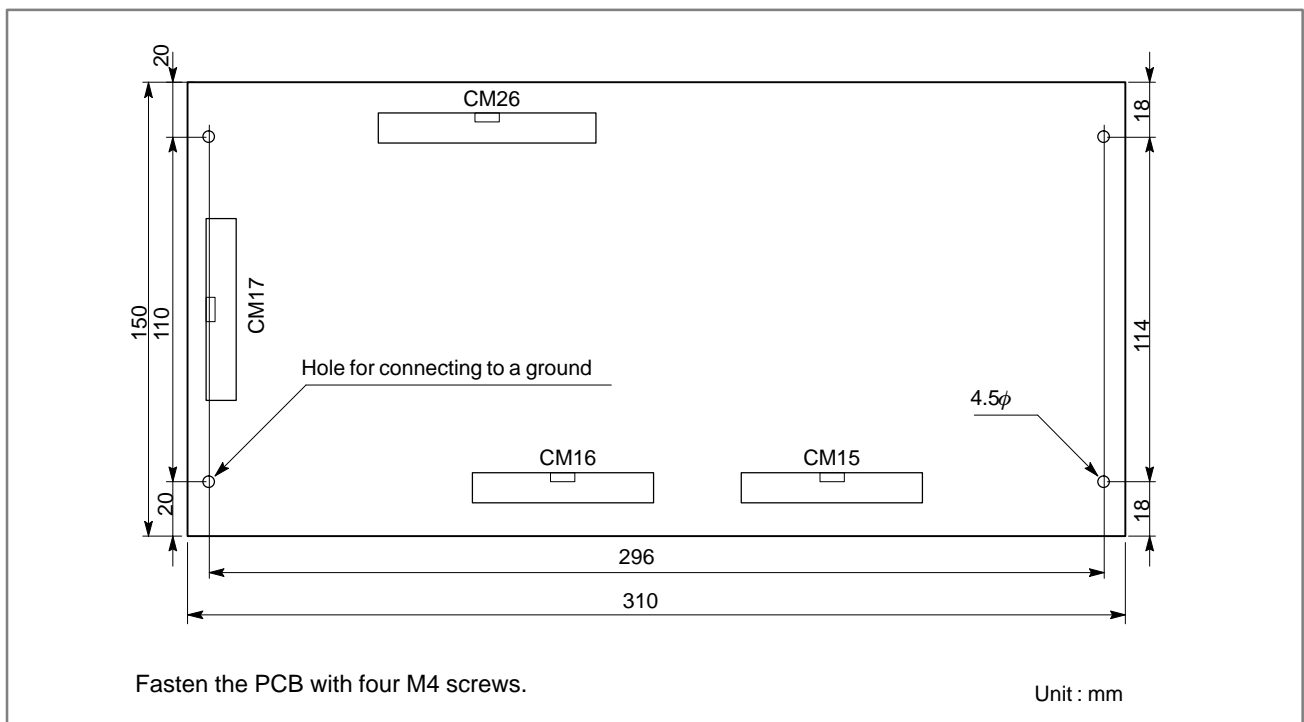 20
CM26
18
150
110
CM17
114
Hole for connecting to a ground
4.5φ
CM16
CM15
20
18
296
310
Fasten the PCB with four M4 screws.
Unit : mm